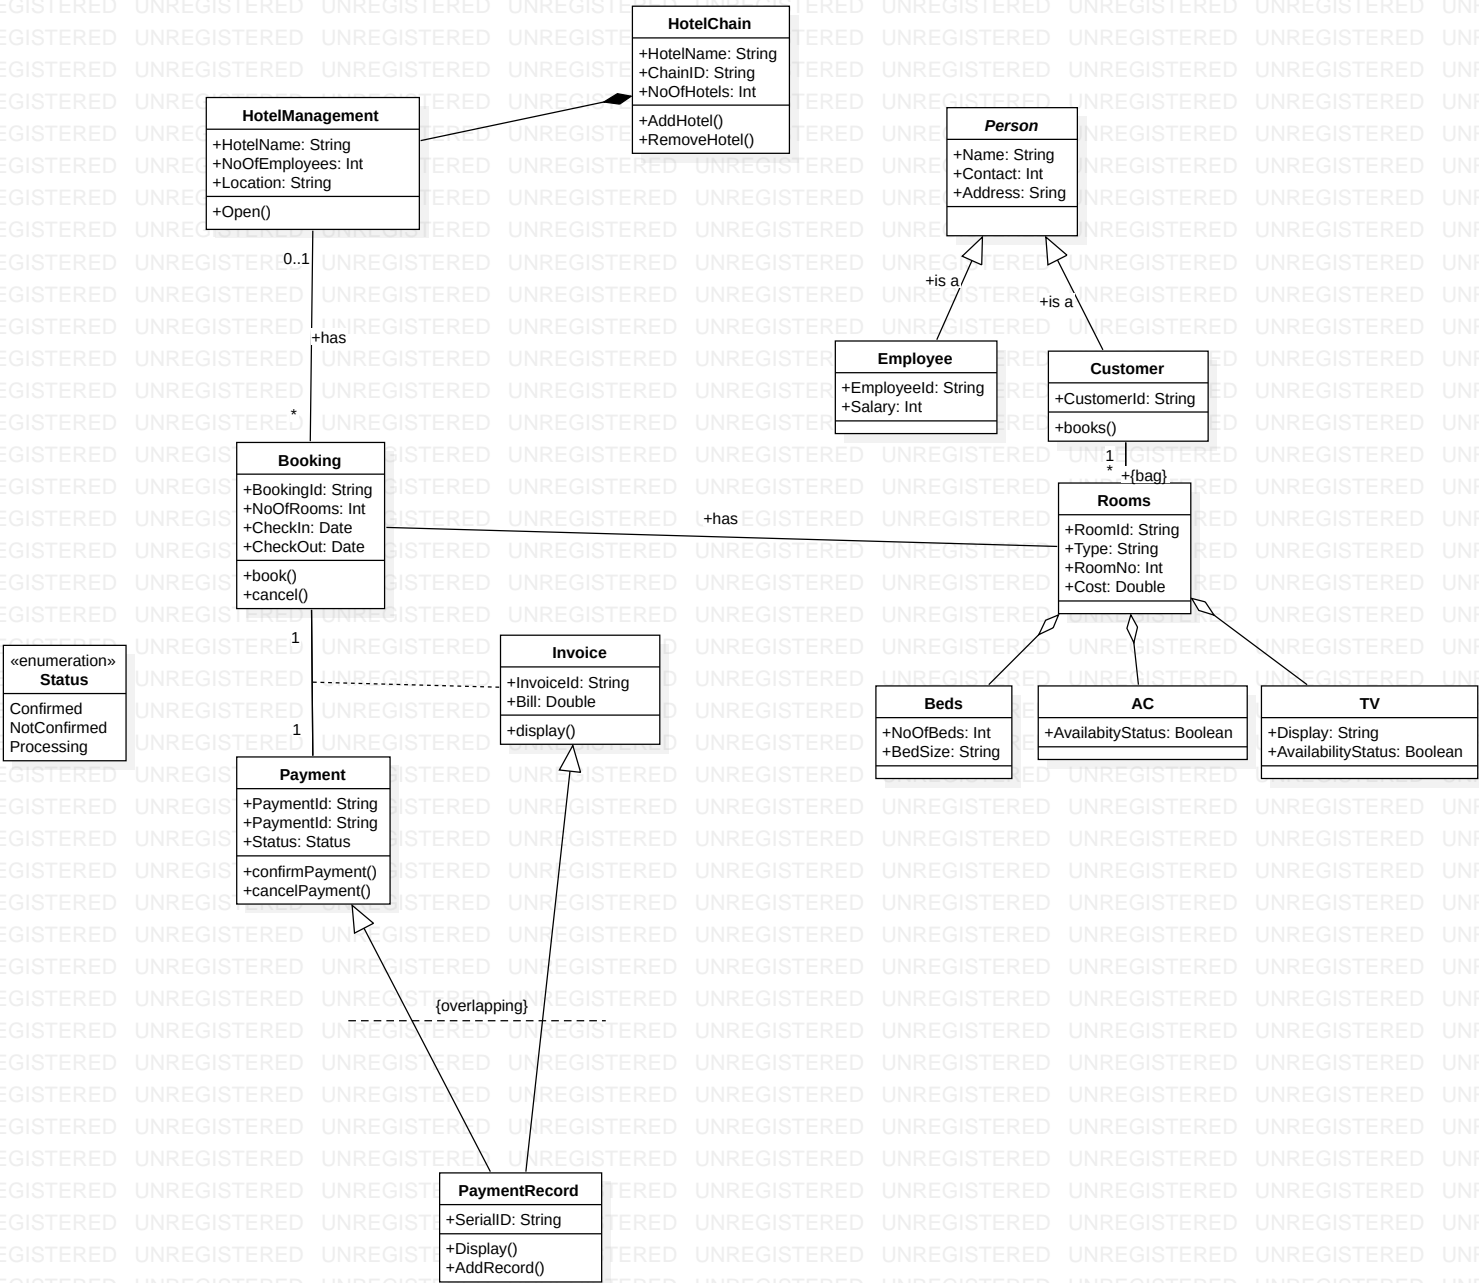 HotelChain
+HotelName: String
+ChainID: String
+NoOfHotels: Int
+AddHotel()
+RemoveHotel()
HotelManagement
+HotelName: String
+NoOfEmployees: Int
+Location: String
+Open()
Person
+Name: String
+Contact: Int
+Address: Sring
0..1
+has
*
+is a
+is a
Employee
+EmployeeId: String
+Salary: Int
Customer
+CustomerId: String
+books()
1
*
+{bag}
Booking
+BookingId: String
+NoOfRooms: Int
+CheckIn: Date
+CheckOut: Date
+book()
+cancel()
+has
Rooms
+RoomId: String
+Type: String
+RoomNo: Int
+Cost: Double
1
1
«enumeration»
Status
Confirmed
NotConfirmed
Processing
Invoice
+InvoiceId: String
+Bill: Double
+display()
Beds
+NoOfBeds: Int
+BedSize: String
AC
+AvailabityStatus: Boolean
TV
+Display: String
+AvailabilityStatus: Boolean
Payment
+PaymentId: String
+PaymentId: String
+Status: Status
+confirmPayment()
+cancelPayment()
{overlapping}
PaymentRecord
+SerialID: String
+Display()
+AddRecord()
UNREGISTERED